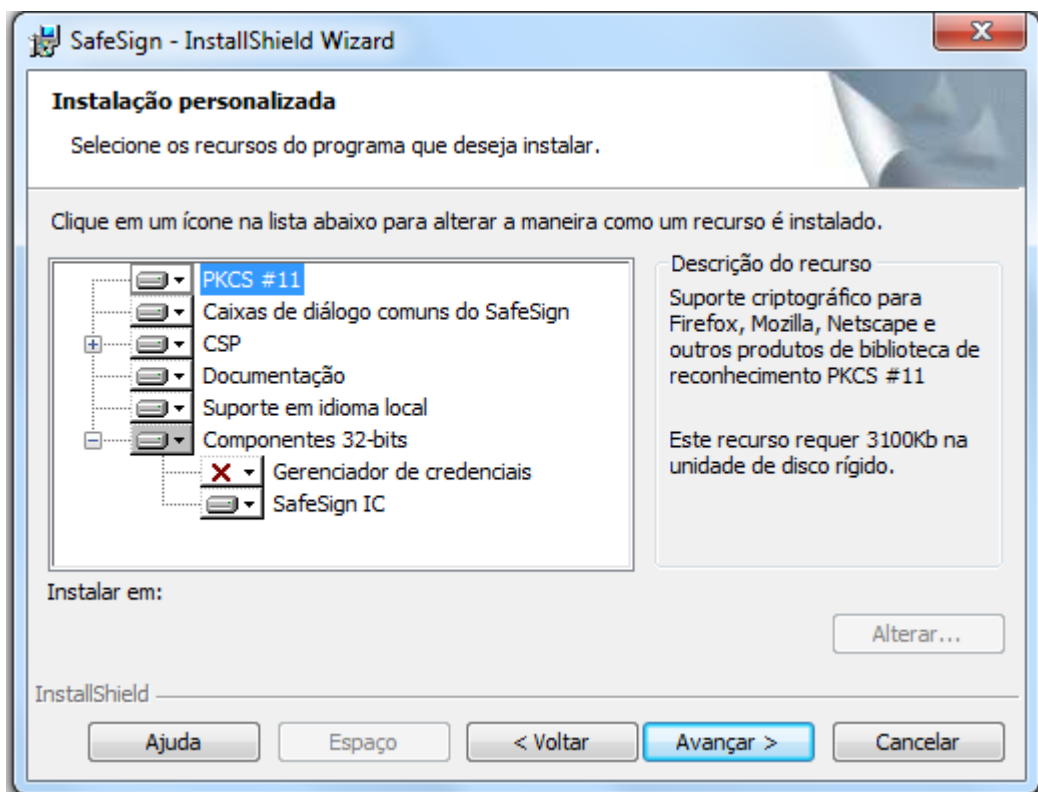 SafeSign - InstallShield Wizard
Instalação personalizada
Selecione os recursos do programa que deseja instalar.
Clique em um ícone na lista abaixo para alterar a maneira como um recurso é instalado.
PKCS #11
Caixas de diálogo comuns do SafeSign
CSP
Documentação
Suporte em idioma local
Componentes 32-bits
Gerenciador de credenciais
SafeSign IC
Descrição do recurso
Suporte criptográfico para
Firefox, Mozilla, Netscape e
outros produtos de biblioteca de
reconhecimento PKCS #11
Este recurso requer 3100Kb na
unidade de disco rígido.
Instalar em:
Alterar...
InstallShield
Ajuda
Espaço
< Voltar
Avançar >
Cancelar